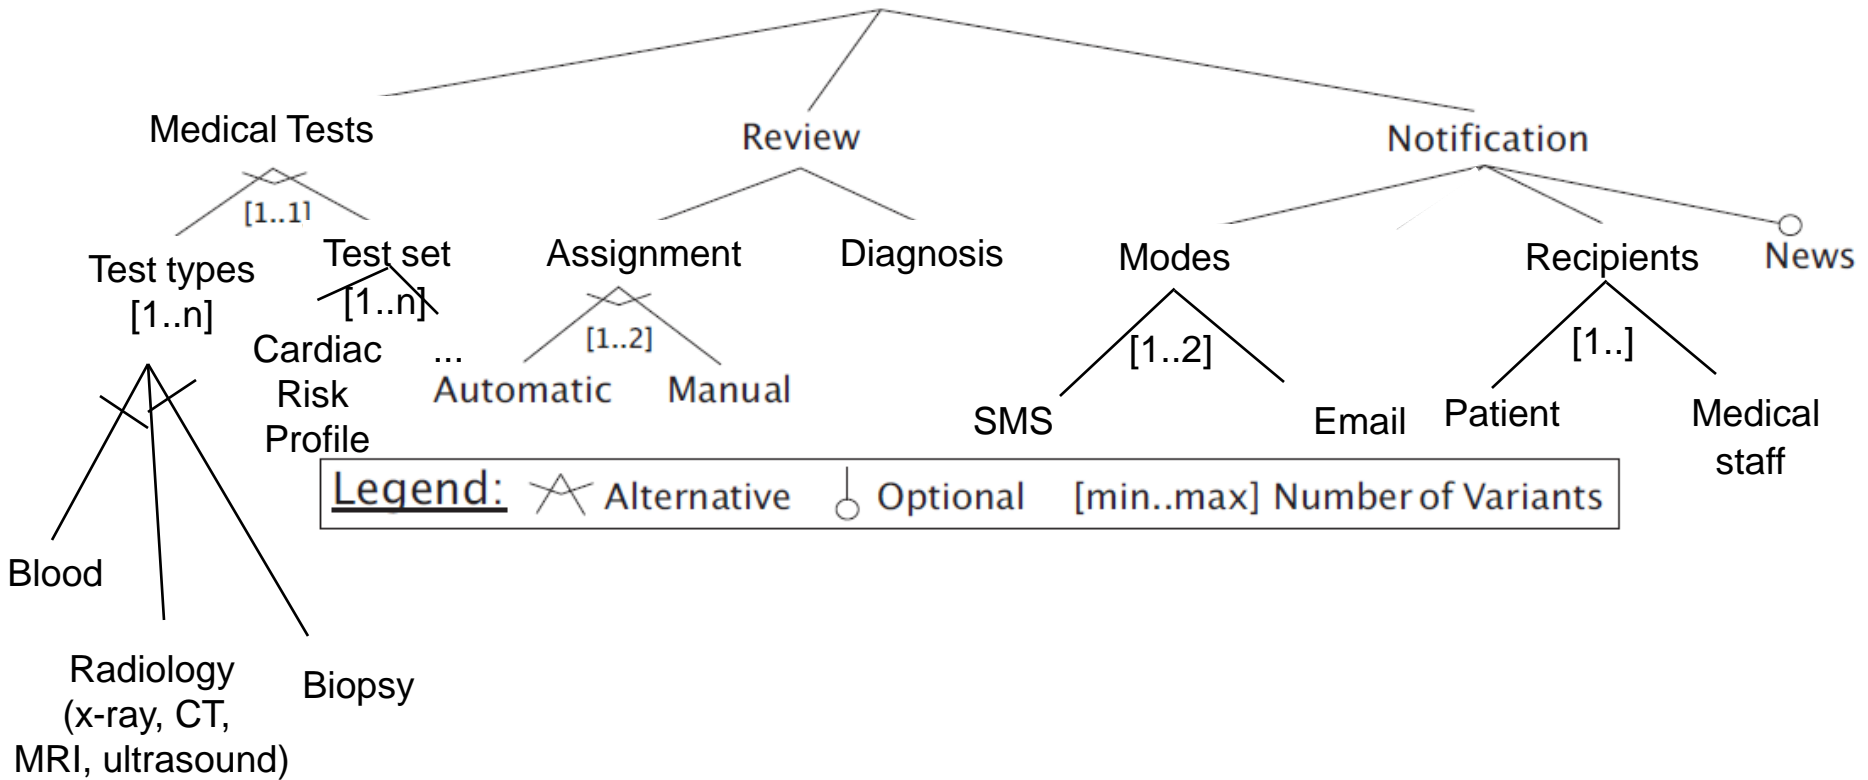 Medical Tests
Review
Notification
[1..1]
Test types
[1..n]
Test set
[1..n]
Cardiac
Risk
Profile
...
Assignment
[1..2]
Automatic
Manual
Diagnosis
Modes
[1..2]
SMS
Email
Recipients
[1..]
Patient
Medical
staff
News
Legend: Alternative Optional [min..max] Number of Variants
Blood
Radiology
(x-ray, CT,
MRI, ultrasound)
Biopsy